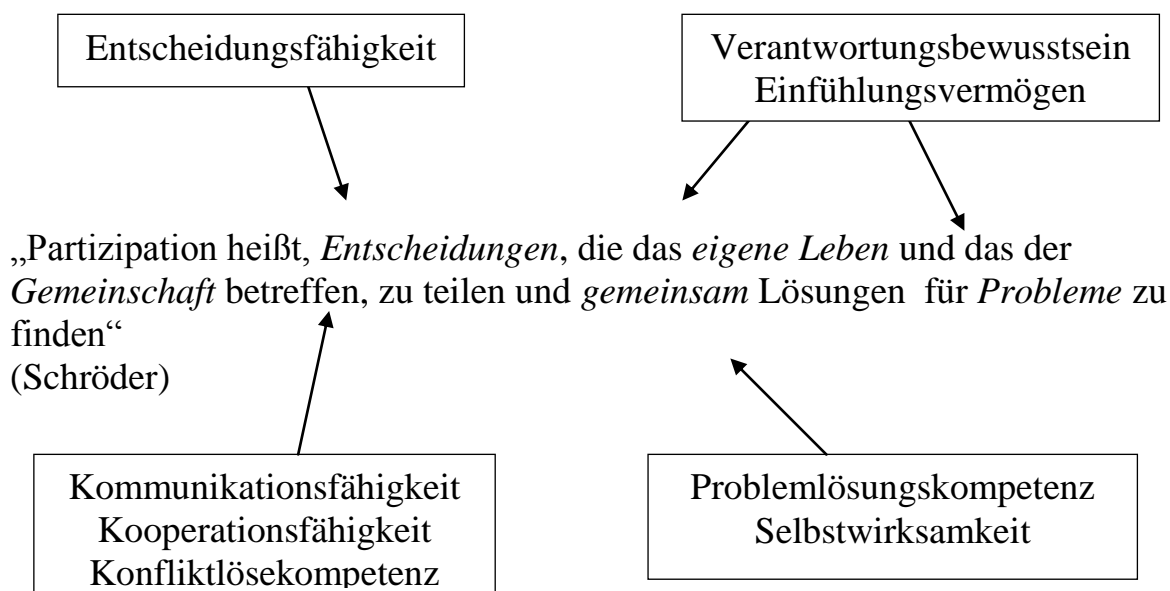 Entscheidungsfähigkeit
Verantwortungsbewusstsein
Einfühlungsvermögen
„Partizipation heißt, Entscheidungen, die das eigene Leben und das der
Gemeinschaft betreffen, zu teilen und gemeinsam Lösungen für Probleme zu
finden“
(Schröder)
Kommunikationsfähigkeit
Kooperationsfähigkeit
Konfliktlösekompetenz
Problemlösungskompetenz
Selbstwirksamkeit